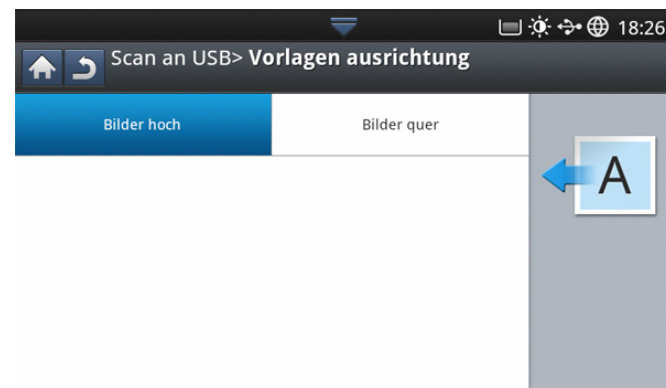 18:26
Scan an USB> Vorlagen ausrichtung
Bilder hoch
Bilder quer
A